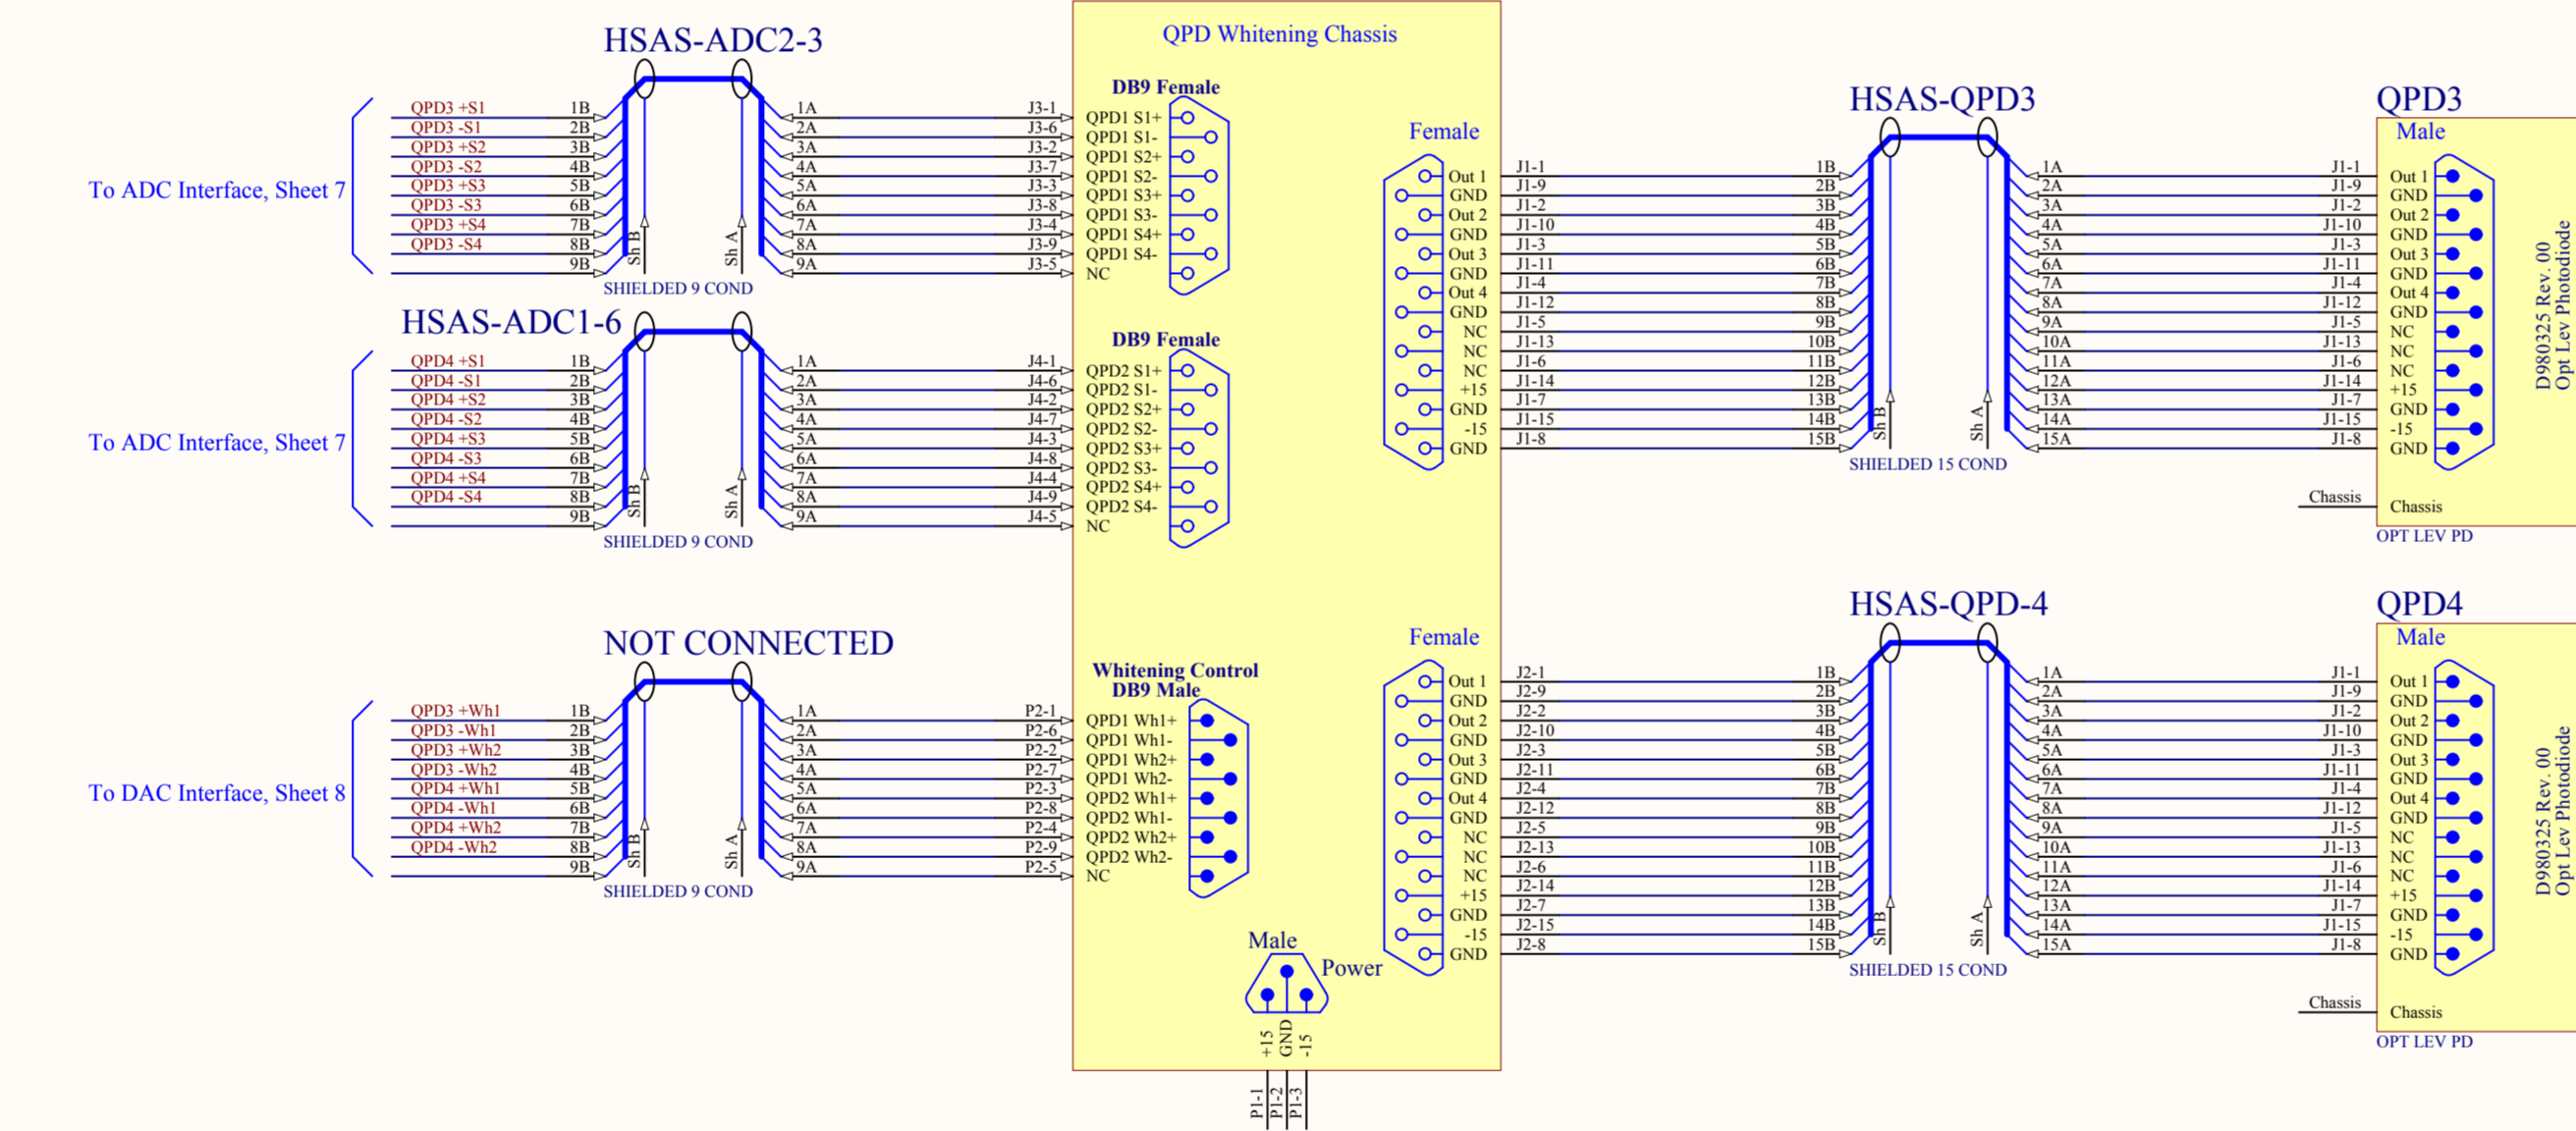 QPD Whitening Chassis
HSAS-ADC2-3
To ADC Interface, Sheet 7
QPD3 +S1 1B 1A J3-1 QPD1 S1+
QPD3 -S1 2B 2A J3-6 QPD1 S1-
QPD3 +S2 3B 3A J3-2 QPD1 S2+
QPD3 -S2 4B 4A J3-7 QPD1 S2-
QPD3 +S3 5B 5A J3-3 QPD1 S3+
QPD3 -S3 6B 6A J3-8 QPD1 S3-
QPD3 +S4 7B 7A J3-4 QPD1 S4+
QPD3 -S4 8B 8A J3-9 QPD1 S4-
9B 9A J3-5 NC
Sh B Sh A
SHIELDED 9 COND
DB9 Female
HSAS-ADC1-6
To ADC Interface, Sheet 7
DB9 Female
QPD4 +S1 1B 1A J4-1 QPD2 S1+
QPD4 -S1 2B 2A J4-6 QPD2 S1-
QPD4 +S2 3B 3A J4-2 QPD2 S2+
QPD4 -S2 4B 4A J4-7 QPD2 S2-
QPD4 +S3 5B 5A J4-3 QPD2 S3+
QPD4 -S3 6B 6A J4-8 QPD2 S3-
QPD4 +S4 7B 7A J4-4 QPD2 S4+
QPD4 -S4 8B 8A J4-9 QPD2 S4-
9B 9A J4-5 NC
Sh B Sh A
SHIELDED 9 COND
NOT CONNECTED
To DAC Interface, Sheet 8
Whitening Control
DB9 Male
QPD3 +Wh1 1B 1A P2-1 QPD1 Wh1+
QPD3 -Wh1 2B 2A P2-6 QPD1 Wh1-
QPD3 +Wh2 3B 3A P2-2 QPD1 Wh2+
QPD3 -Wh2 4B 4A P2-7 QPD1 Wh2-
QPD4 +Wh1 5B 5A P2-3 QPD2 Wh1+
QPD4 -Wh1 6B 6A P2-8 QPD2 Wh1-
QPD4 +Wh2 7B 7A P2-4 QPD2 Wh2+
QPD4 -Wh2 8B 8A P2-9 QPD2 Wh2-
9B 9A P2-5 NC
Sh B Sh A
SHIELDED 9 COND
Male
Power
+15 GND -15
P1-1 P1-2 P1-3
HSAS-QPD3
QPD3
Female
Male
Out 1 J1-1 1B 1A J1-1 Out 1
GND J1-9 2B 2A J1-9 GND
Out 2 J1-2 3B 3A J1-2 Out 2
GND J1-10 4B 4A J1-10 GND
Out 3 J1-3 5B 5A J1-3 Out 3
GND J1-11 6B 6A J1-11 GND
Out 4 J1-4 7B 7A J1-4 Out 4
GND J1-12 8B 8A J1-12 GND
NC J1-5 9B 9A J1-5 NC
NC J1-13 10B 10A J1-13 NC
NC J1-6 11B 11A J1-6 NC
+15 J1-14 12B 12A J1-14 +15
GND J1-7 13B 13A J1-7 GND
-15 J1-15 14B 14A J1-15 -15
GND J1-8 15B 15A J1-8 GND
Sh B Sh A
SHIELDED 15 COND
Chassis Chassis
D980325 Rev. 00
Opt Lev Photodiode
OPT LEV PD
HSAS-QPD-4
QPD4
Female
Male
Out 1 J2-1 1B 1A J1-1 Out 1
GND J2-9 2B 2A J1-9 GND
Out 2 J2-2 3B 3A J1-2 Out 2
GND J2-10 4B 4A J1-10 GND
Out 3 J2-3 5B 5A J1-3 Out 3
GND J2-11 6B 6A J1-11 GND
Out 4 J2-4 7B 7A J1-4 Out 4
GND J2-12 8B 8A J1-12 GND
NC J2-5 9B 9A J1-5 NC
NC J2-13 10B 10A J1-13 NC
NC J2-6 11B 11A J1-6 NC
+15 J2-14 12B 12A J1-14 +15
GND J2-7 13B 13A J1-7 GND
-15 J2-15 14B 14A J1-15 -15
GND J2-8 15B 15A J1-8 GND
Sh B Sh A
SHIELDED 15 COND
Chassis Chassis
D980325 Rev. 00
Opt Lev Photodiode
OPT LEV PD